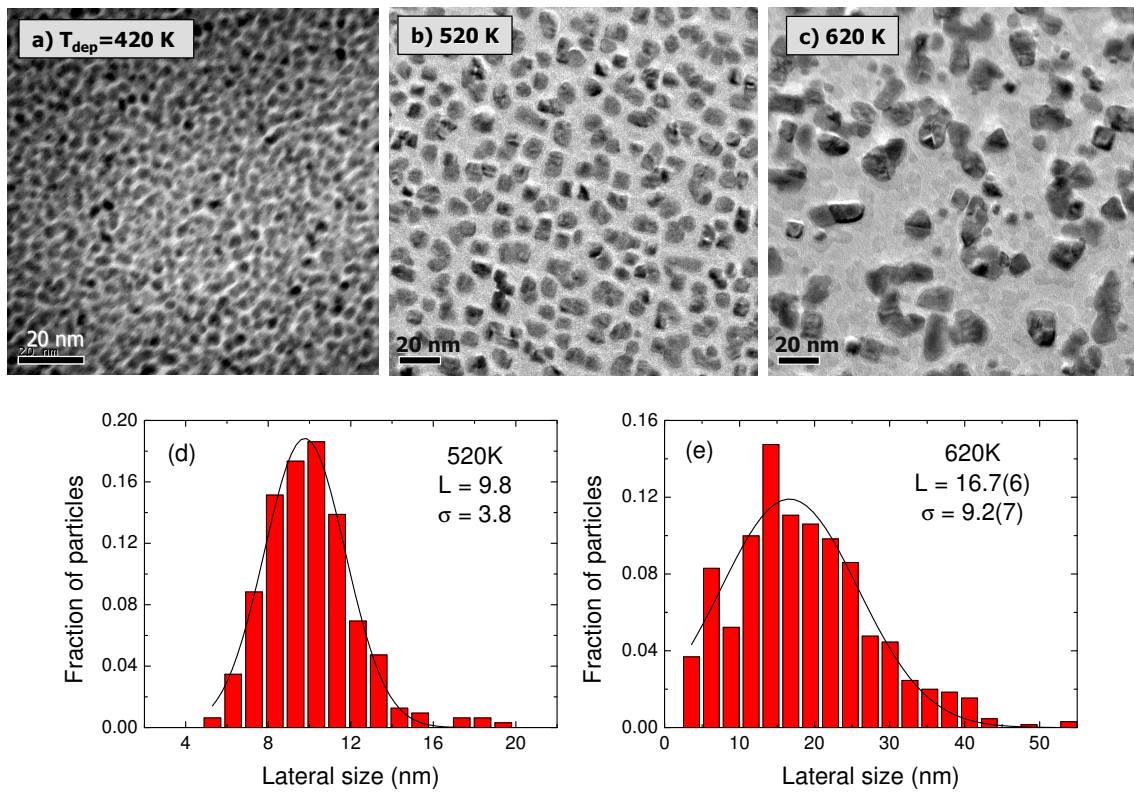 a) T_dep=420 K
20 nm
20 nm
b) 520 K
20 nm
c) 620 K
20 nm
(d)
520K
L = 9.8
σ = 3.8
Fraction of particles
0.20
0.16
0.12
0.08
0.04
0.00
4
8
12
16
20
Lateral size (nm)
(e)
620K
L = 16.7(6)
σ = 9.2(7)
Fraction of particles
0.16
0.12
0.08
0.04
0.00
0
10
20
30
40
50
Lateral size (nm)